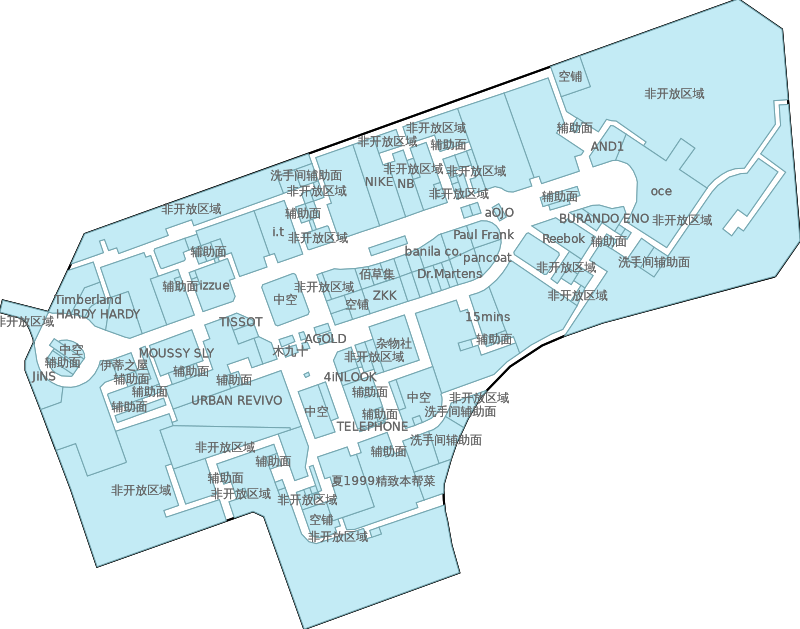 空铺
非开放区域
非开放区域
辅助面
非开放区域
辅助面
AND1
洗手间辅助面
非开放区域
非开放区域
NIKE
NB
非开放区域
非开放区域
oce
辅助面
非开放区域
辅助面
aOJO
BURANDO ENO
非开放区域
i.t
非开放区域
Paul Frank
Reebok
辅助面
辅助面
banila co.
pancoat
洗手间辅助面
非开放区域
佰草集
Dr.Martens
辅助面
izzue
非开放区域
中空
ZKK
非开放区域
Timberland
空铺
HARDY HARDY
非开放区域
TISSOT
15mins
AGOLD
辅助面
杂物社
木九十
中空
MOUSSY SLY
非开放区域
辅助面
伊蒂之屋
辅助面
JiNS
辅助面
辅助面
4iNLOOK
辅助面
辅助面
中空
非开放区域
URBAN REVIVO
辅助面
中空
辅助面
洗手间辅助面
TELEPHONE
洗手间辅助面
非开放区域
辅助面
辅助面
辅助面
夏1999精致本帮菜
非开放区域
非开放区域
非开放区域
空铺
非开放区域